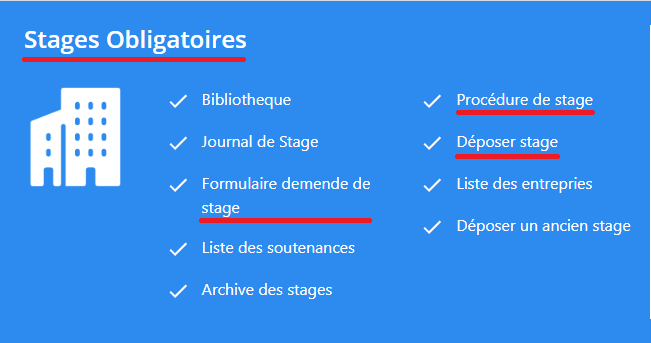 Stages Obligatoires
Bibliotheque
Journal de Stage
Formulaire demende de
stage
Liste des soutenances
Archive des stages
Procédure de stage
Déposer stage
Liste des entrepries
Déposer un ancien stage